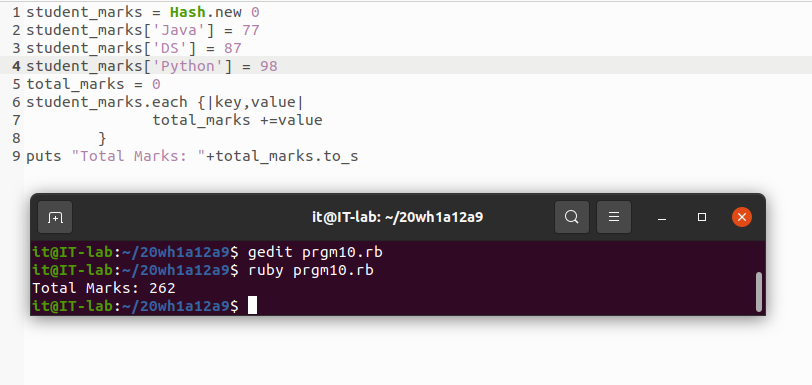 1 student_marks = Hash.new 0
2 student_marks['Java'] = 77
3 student_marks['DS'] = 87
4 student_marks['Python'] = 98
5 total_marks = 0
6 student_marks.each {|key,value|
7 total_marks +=value
8 }
9 puts "Total Marks: "+total_marks.to_s
it@IT-lab: ~/20wh1a12a9
it@IT-lab:~/20wh1a12a9$ gedit prgm10.rb
it@IT-lab:~/20wh1a12a9$ ruby prgm10.rb
Total Marks: 262
it@IT-lab:~/20wh1a12a9$